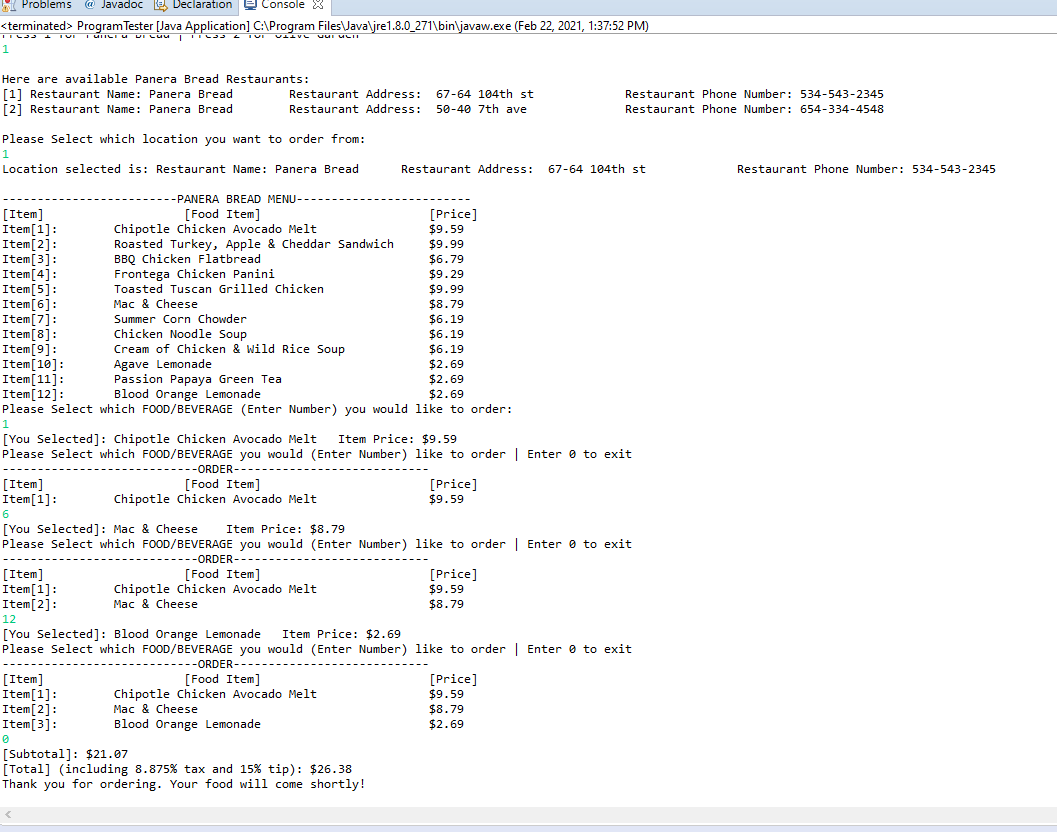 Problems @ Javadoc Declaration Console
<terminated> ProgramTester [Java Application] C:\Program Files\Java\jre1.8.0_271\bin\javaw.exe (Feb 22, 2021, 1:37:52 PM)
Press 1 for Panera Bread | Press 2 for Olive Garden
1
Here are available Panera Bread Restaurants:
[1] Restaurant Name: Panera Bread Restaurant Address: 67-64 104th st Restaurant Phone Number: 534-543-2345
[2] Restaurant Name: Panera Bread Restaurant Address: 50-40 7th ave Restaurant Phone Number: 654-334-4548
Please Select which location you want to order from:
1
Location selected is: Restaurant Name: Panera Bread Restaurant Address: 67-64 104th st Restaurant Phone Number: 534-543-2345
-------------------------PANERA BREAD MENU-------------------------
[Item] [Food Item] [Price]
Item[1]: Chipotle Chicken Avocado Melt $9.59
Item[2]: Roasted Turkey, Apple & Cheddar Sandwich $9.99
Item[3]: BBQ Chicken Flatbread $6.79
Item[4]: Frontega Chicken Panini $9.29
Item[5]: Toasted Tuscan Grilled Chicken $9.99
Item[6]: Mac & Cheese $8.79
Item[7]: Summer Corn Chowder $6.19
Item[8]: Chicken Noodle Soup $6.19
Item[9]: Cream of Chicken & Wild Rice Soup $6.19
Item[10]: Agave Lemonade $2.69
Item[11]: Passion Papaya Green Tea $2.69
Item[12]: Blood Orange Lemonade $2.69
Please Select which FOOD/BEVERAGE (Enter Number) you would like to order:
1
[You Selected]: Chipotle Chicken Avocado Melt Item Price: $9.59
Please Select which FOOD/BEVERAGE you would (Enter Number) like to order | Enter 0 to exit
----------------------------ORDER----------------------------
[Item] [Food Item] [Price]
Item[1]: Chipotle Chicken Avocado Melt $9.59
6
[You Selected]: Mac & Cheese Item Price: $8.79
Please Select which FOOD/BEVERAGE you would (Enter Number) like to order | Enter 0 to exit
----------------------------ORDER----------------------------
[Item] [Food Item] [Price]
Item[1]: Chipotle Chicken Avocado Melt $9.59
Item[2]: Mac & Cheese $8.79
12
[You Selected]: Blood Orange Lemonade Item Price: $2.69
Please Select which FOOD/BEVERAGE you would (Enter Number) like to order | Enter 0 to exit
----------------------------ORDER----------------------------
[Item] [Food Item] [Price]
Item[1]: Chipotle Chicken Avocado Melt $9.59
Item[2]: Mac & Cheese $8.79
Item[3]: Blood Orange Lemonade $2.69
0
[Subtotal]: $21.07
[Total] (including 8.875% tax and 15% tip): $26.38
Thank you for ordering. Your food will come shortly!